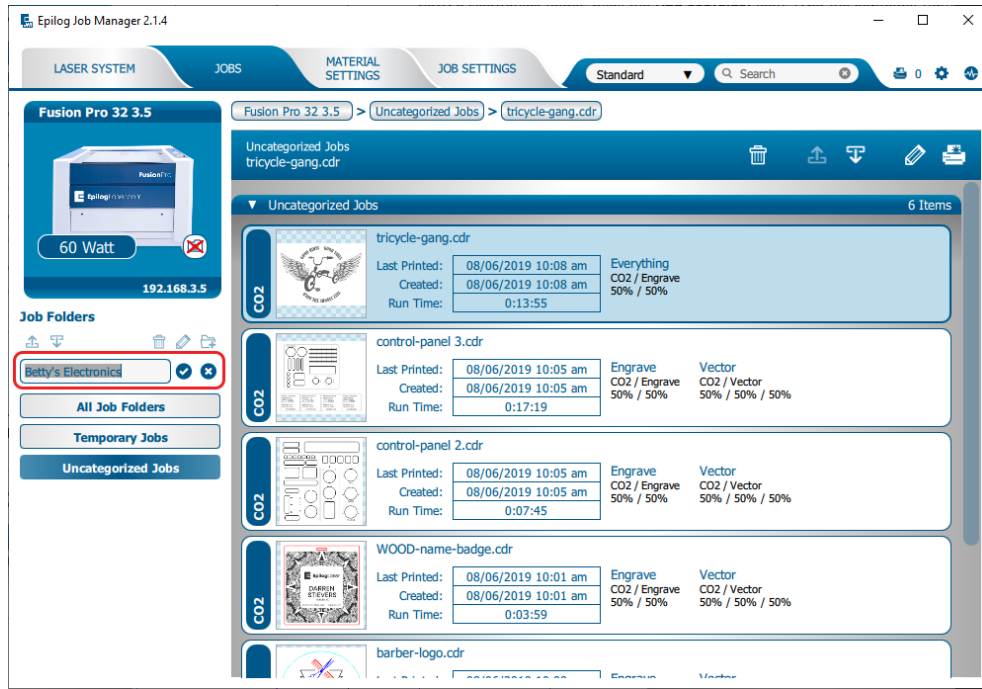 Epilog Job Manager 2.1.4
LASER SYSTEM
JOBS
MATERIAL
SETTINGS
JOB SETTINGS
Standard
Search
0
Fusion Pro 32 3.5
FusionPro
Epilog
60 Watt
192.168.3.5
Job Folders
Betty's Electronics
All Job Folders
Temporary Jobs
Uncategorized Jobs
Fusion Pro 32 3.5 > Uncategorized Jobs > tricycle-gang.cdr
Uncategorized Jobs
tricycle-gang.cdr
Uncategorized Jobs 6 Items
CO2
tricycle-gang.cdr
Last Printed: 08/06/2019 10:08 am
Created: 08/06/2019 10:08 am
Run Time: 0:13:55
Everything
CO2 / Engrave
50% / 50%
CO2
control-panel 3.cdr
Last Printed: 08/06/2019 10:05 am
Created: 08/06/2019 10:05 am
Run Time: 0:17:19
Engrave
CO2 / Engrave
50% / 50%
Vector
CO2 / Vector
50% / 50% / 50%
CO2
control-panel 2.cdr
Last Printed: 08/06/2019 10:05 am
Created: 08/06/2019 10:05 am
Run Time: 0:07:45
Engrave
CO2 / Engrave
50% / 50%
Vector
CO2 / Vector
50% / 50% / 50%
CO2
DARREN
STIEVERS
WOOD-name-badge.cdr
Last Printed: 08/06/2019 10:01 am
Created: 08/06/2019 10:01 am
Run Time: 0:03:59
Engrave
CO2 / Engrave
50% / 50%
Vector
CO2 / Vector
50% / 50% / 50%
barber-logo.cdr